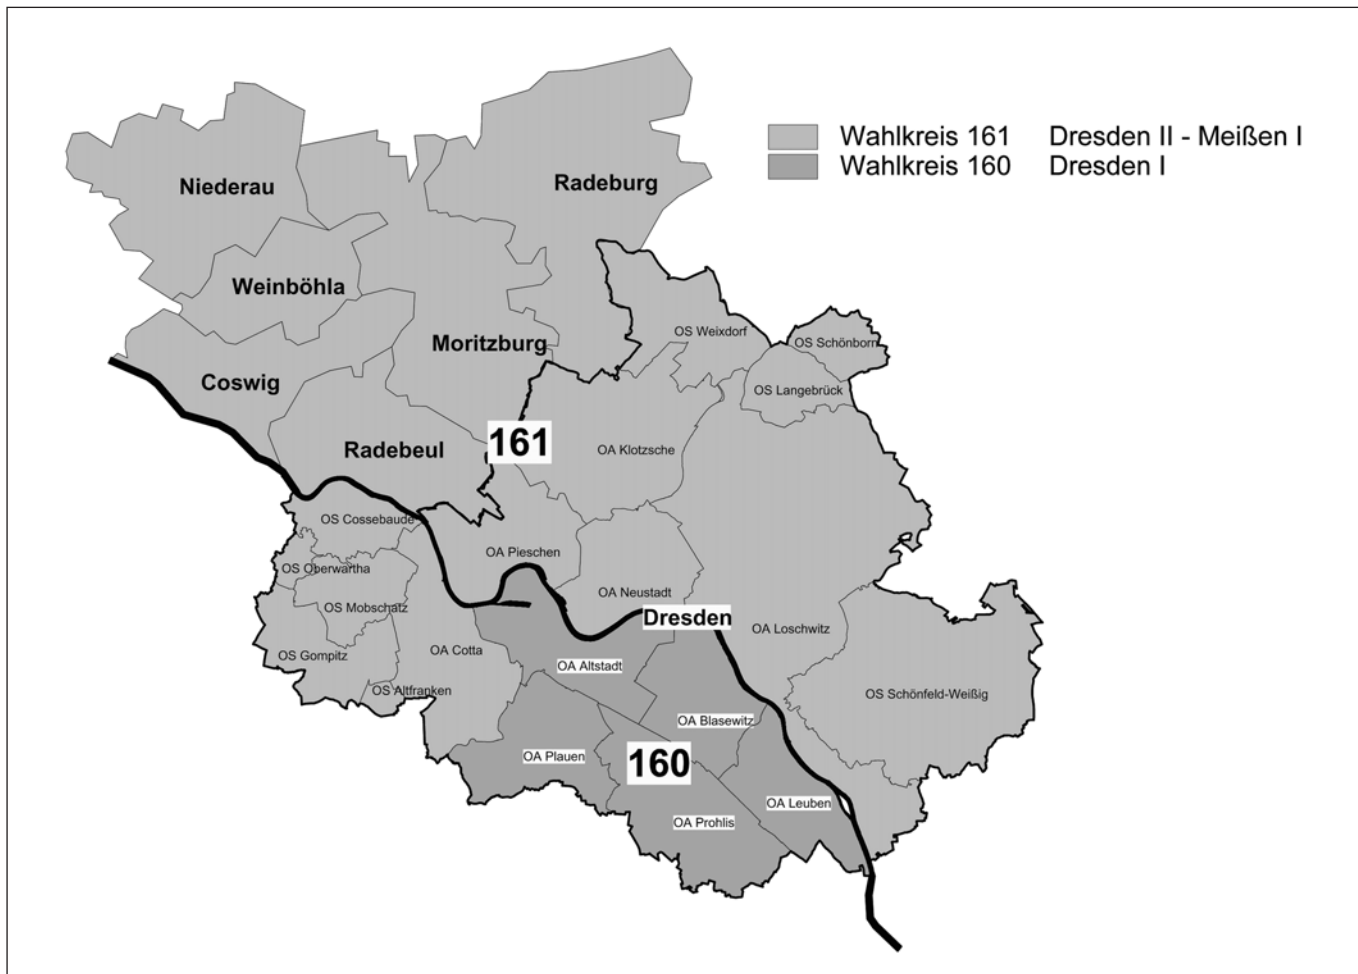 Wahlkreis 161 Dresden II - Meißen I
Wahlkreis 160 Dresden I
Niederau
Radeburg
Weinböhla
Moritzburg
OS Weixdorf
OS Schönborn
Coswig
OS Langebrück
Radebeul
161
OA Klotzsche
OS Cossebaude
OA Pieschen
OS Oberwartha
OA Neustadt
OS Mobschatz
Dresden
OA Loschwitz
OS Gompitz
OA Cotta
OA Altstadt
OS Altfranken
OS Schönfeld-Weißig
OA Blasewitz
OA Plauen
160
OA Leuben
OA Prohlis